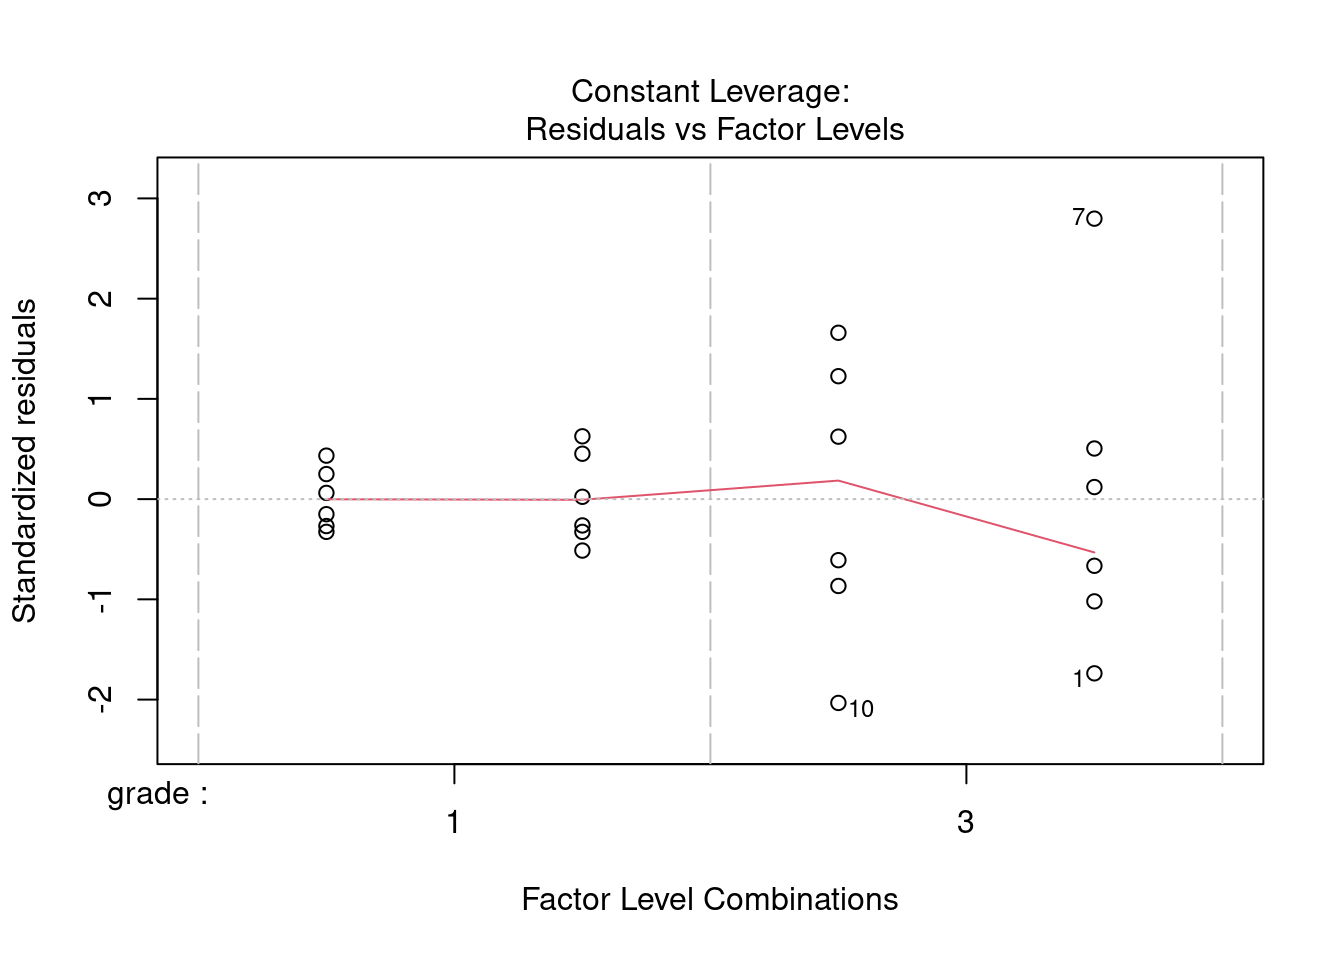 Constant Leverage:
Residuals vs Factor Levels
Standardized residuals
3
2
1
0
-1
-2
7
1
10
grade :
1
3
Factor Level Combinations